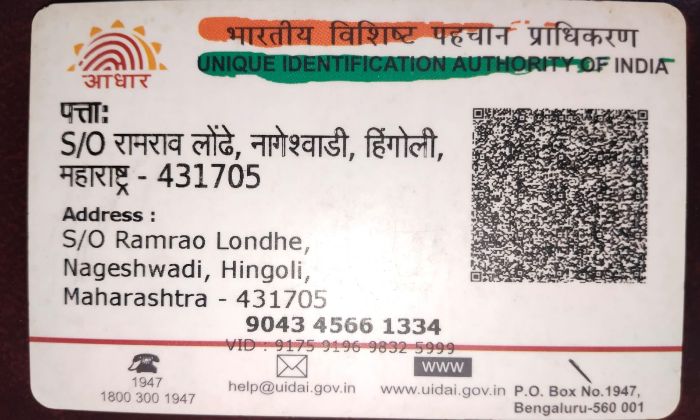 भारतीय विशिष्ट पहचान प्राधिकरण
आधार
UNIQUE IDENTIFICATION AUTHORITY OF INDIA
पत्ता:
S/O रामराव लोंढे, नागेश्वाडी, हिंगोली,
महाराष्ट्र - 431705
Address :
S/O Ramrao Londhe,
Nageshwadi, Hingoli,
Maharashtra - 431705
9043 4566 1334
VID : 9175 9196 9832 5999
1947
1800 300 1947
help@uidai.gov.in
WWW
www.uidai.gov.in
P.O. Box No.1947,
Bengaluru-560 001